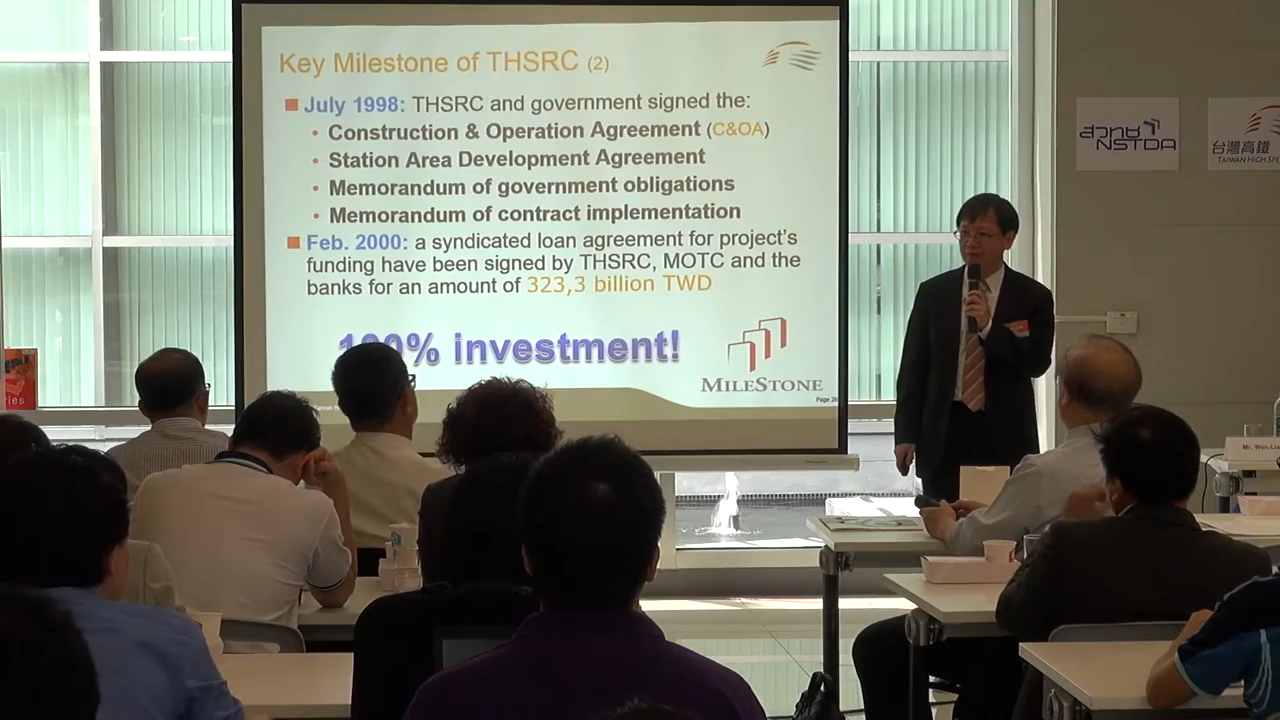 Key Milestone of THSRC (2)
July 1998: THSRC and government signed the:
• Construction & Operation Agreement (C&OA)
• Station Area Development Agreement
• Memorandum of government obligations
• Memorandum of contract implementation
Feb. 2000: a syndicated loan agreement for project's
funding have been signed by THSRC, MOTC and the
banks for an amount of 323,3 billion TWD
100% investment!
MILESTONE
Page
สวทช
NSTDA
台灣高鐵
TAIWAN HIGH
ries